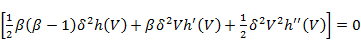 [½β(β − 1)δ²h(V) + βδ²Vh′(V) + ½δ²V²h′′(V)] = 0